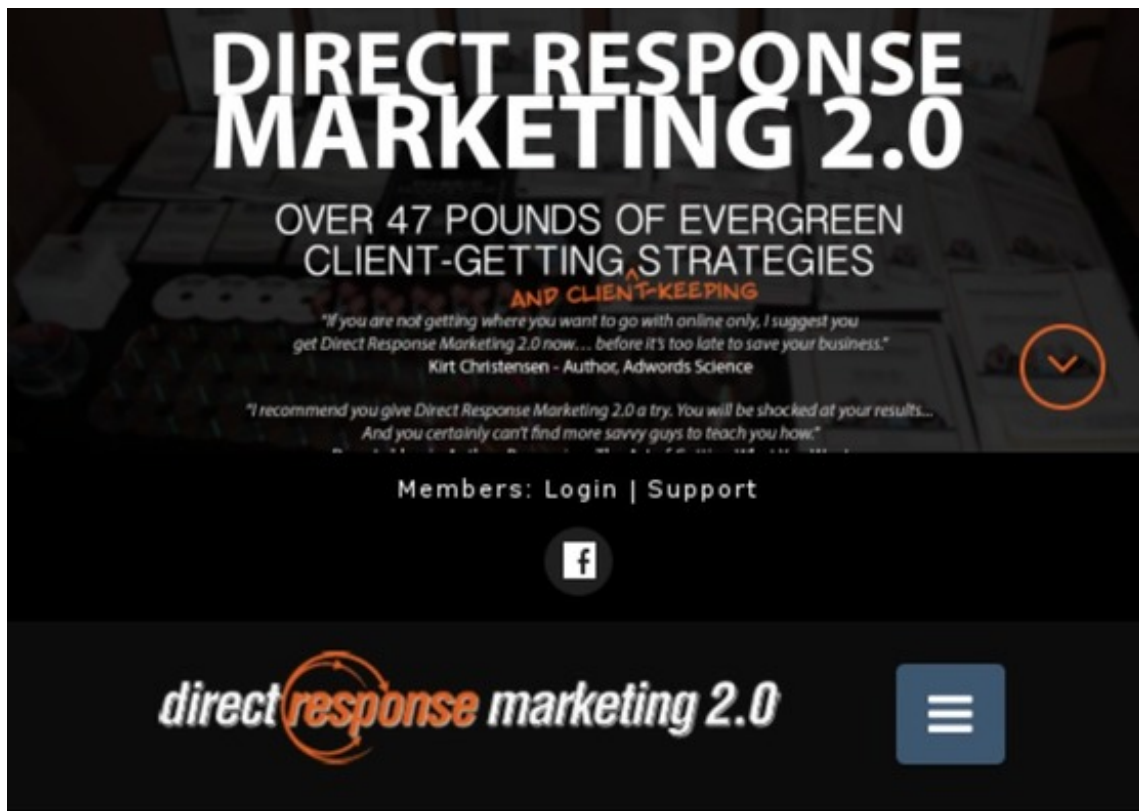 DIRECT RESPONSE
MARKETING 2.0
OVER 47 POUNDS OF EVERGREEN
CLIENT-GETTING ^ STRATEGIES
AND CLIENT-KEEPING
"If you are not getting where you want to go with online only, I suggest you
get Direct Response Marketing 2.0 now... before it's too late to save your business."
Kirt Christensen - Author, Adwords Science
"I recommend you give Direct Response Marketing 2.0 a try. You will be shocked at your results...
And you certainly can't find more savvy guys to teach you how."
Members: Login | Support
f
direct response marketing 2.0